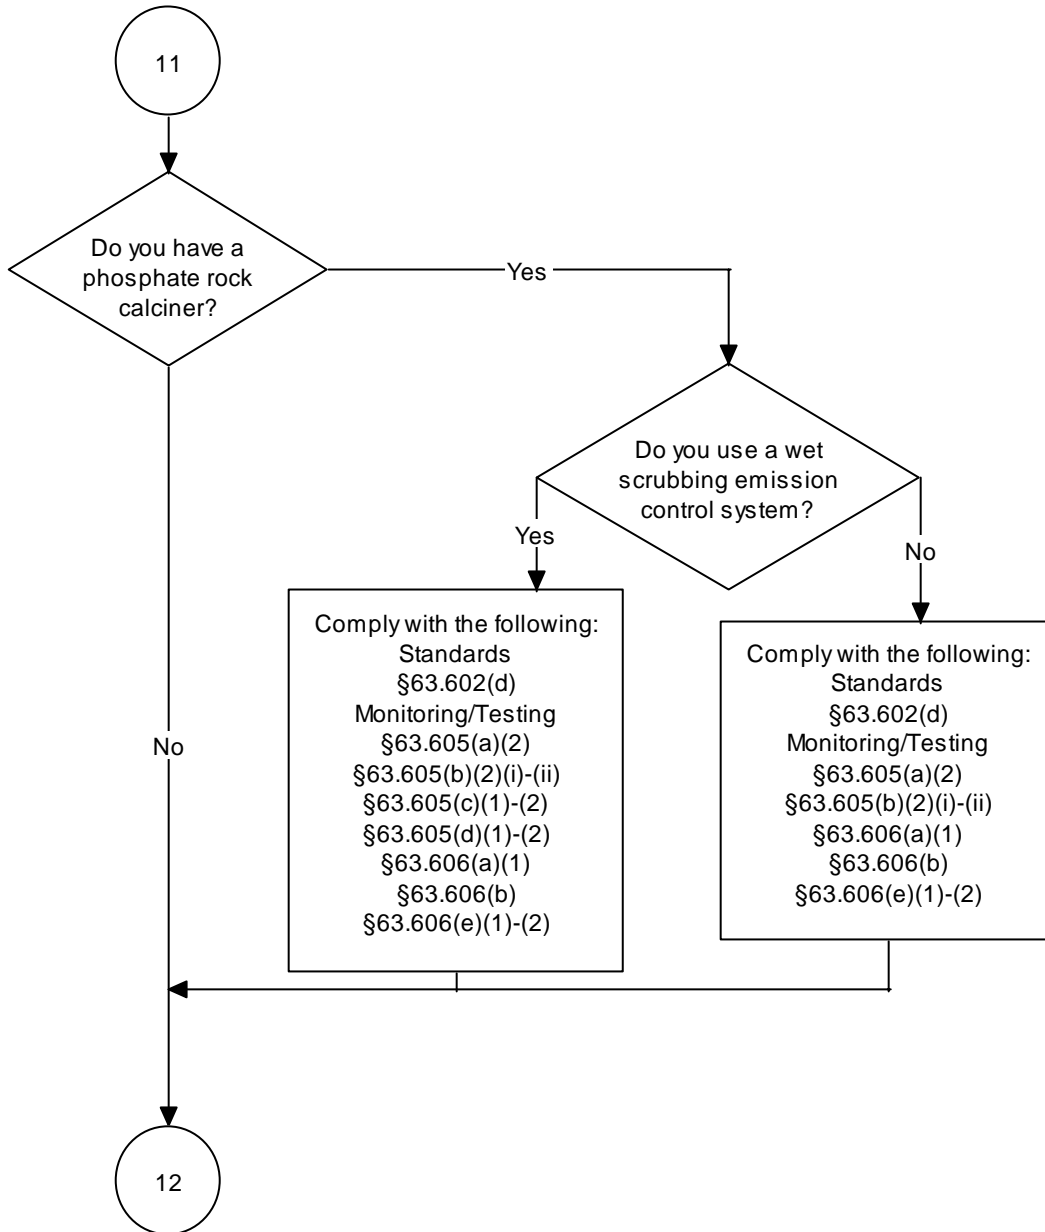 11
Do you have a
phosphate rock
calciner?
Yes
Do you use a wet
scrubbing emission
control system?
Yes
No
Comply with the following:
Standards
§63.602(d)
Monitoring/Testing
§63.605(a)(2)
§63.605(b)(2)(i)-(ii)
§63.605(c)(1)-(2)
§63.605(d)(1)-(2)
§63.606(a)(1)
§63.606(b)
§63.606(e)(1)-(2)
Comply with the following:
Standards
§63.602(d)
Monitoring/Testing
§63.605(a)(2)
§63.605(b)(2)(i)-(ii)
§63.606(a)(1)
§63.606(b)
§63.606(e)(1)-(2)
No
12